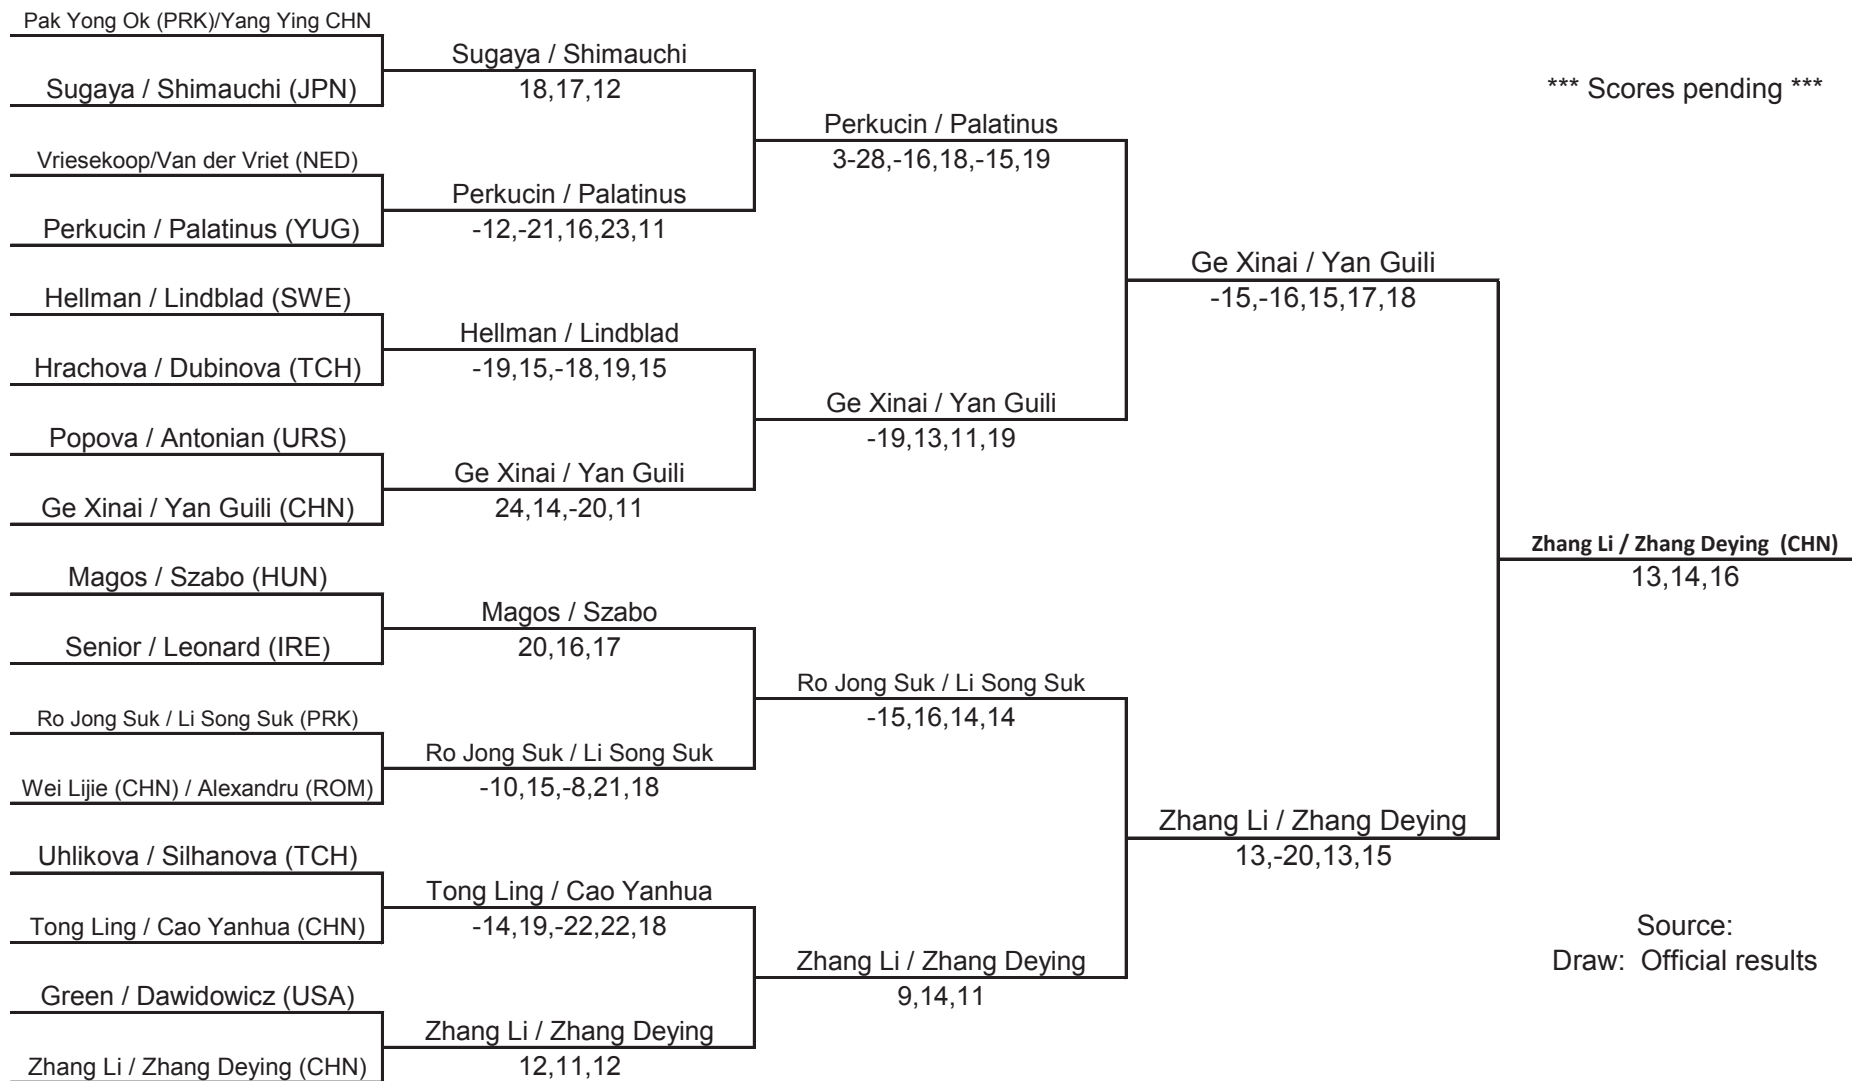 Pak Yong Ok (PRK)/Yang Ying CHN
Sugaya / Shimauchi (JPN)
Vriesekoop/Van der Vriet (NED)
Perkucin / Palatinus (YUG)
Hellman / Lindblad (SWE)
Hrachova / Dubinova (TCH)
Popova / Antonian (URS)
Ge Xinai / Yan Guili (CHN)
Magos / Szabo (HUN)
Senior / Leonard (IRE)
Ro Jong Suk / Li Song Suk (PRK)
Wei Lijie (CHN) / Alexandru (ROM)
Uhlikova / Silhanova (TCH)
Tong Ling / Cao Yanhua (CHN)
Green / Dawidowicz (USA)
Zhang Li / Zhang Deying (CHN)
Sugaya / Shimauchi
18,17,12
Perkucin / Palatinus
-12,-21,16,23,11
Hellman / Lindblad
-19,15,-18,19,15
Ge Xinai / Yan Guili
24,14,-20,11
Magos / Szabo
20,16,17
Ro Jong Suk / Li Song Suk
-10,15,-8,21,18
Tong Ling / Cao Yanhua
-14,19,-22,22,18
Zhang Li / Zhang Deying
12,11,12
Perkucin / Palatinus
3-28,-16,18,-15,19
Ge Xinai / Yan Guili
-19,13,11,19
Ro Jong Suk / Li Song Suk
-15,16,14,14
Zhang Li / Zhang Deying
9,14,11
Ge Xinai / Yan Guili
-15,-16,15,17,18
Zhang Li / Zhang Deying
13,-20,13,15
*** Scores pending ***
Zhang Li / Zhang Deying (CHN)
13,14,16
Source:
Draw: Official results